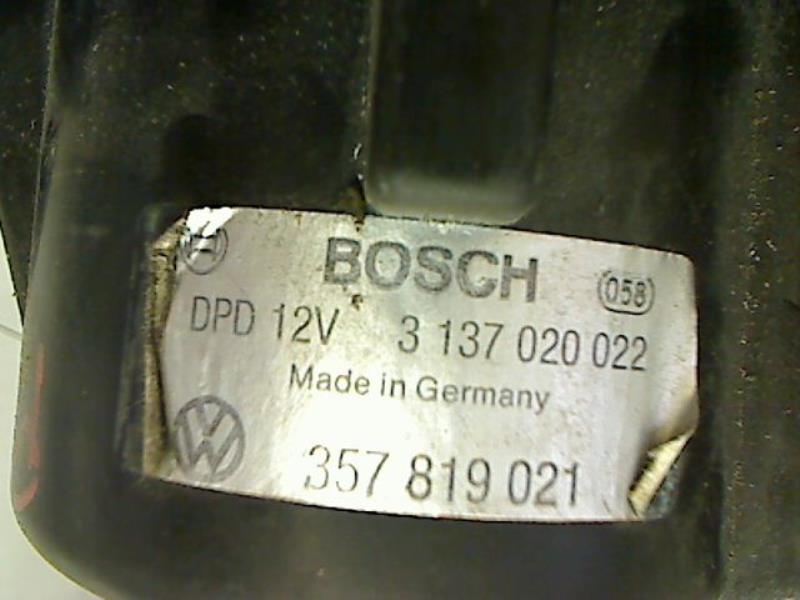 BOSCH 058
DPD 12V 3 137 020 022
Made in Germany
357 819 021